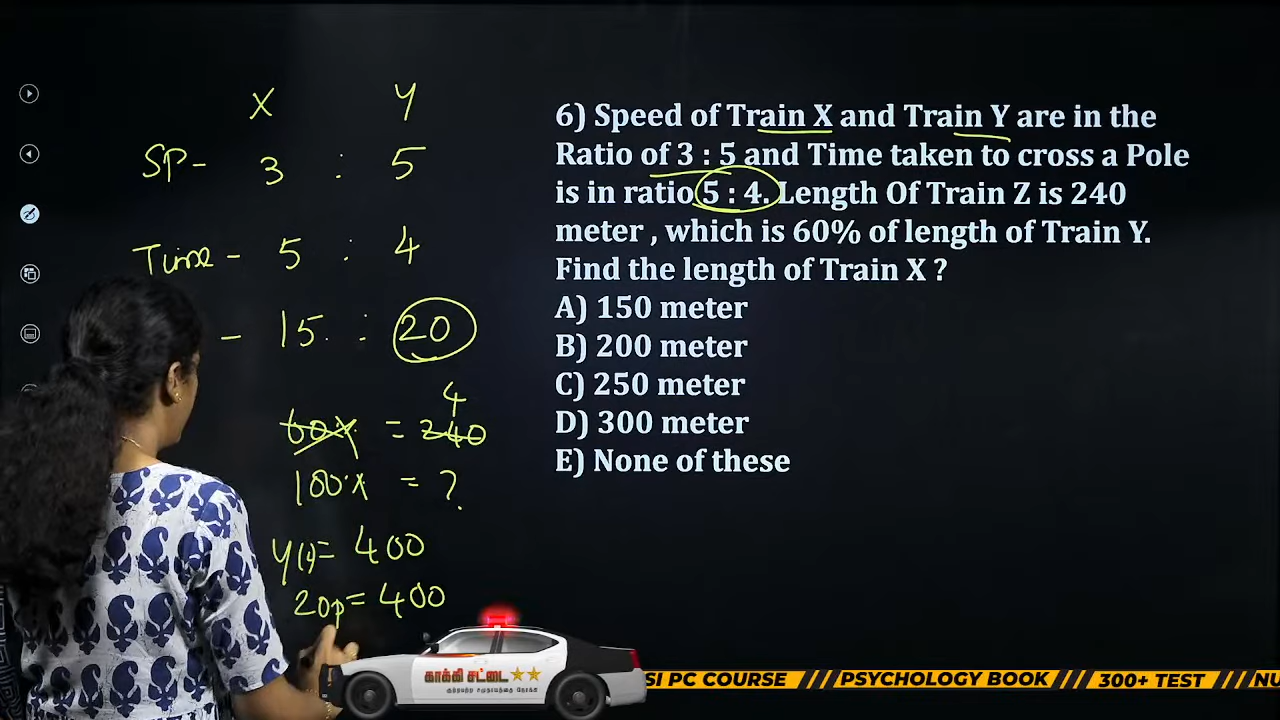 X Y
SP- 3 : 5
Time - 5 : 4
- 15 : 20
4
60% = 240
100% = ?
Y(l)= 400
20p= 400
6) Speed of Train X and Train Y are in the
Ratio of 3 : 5 and Time taken to cross a Pole
is in ratio 5 : 4. Length Of Train Z is 240
meter , which is 60% of length of Train Y.
Find the length of Train X ?
A) 150 meter
B) 200 meter
C) 250 meter
D) 300 meter
E) None of these
காக்கி சட்டை
SI PC COURSE /// PSYCHOLOGY BOOK /// 300+ TEST /// NU